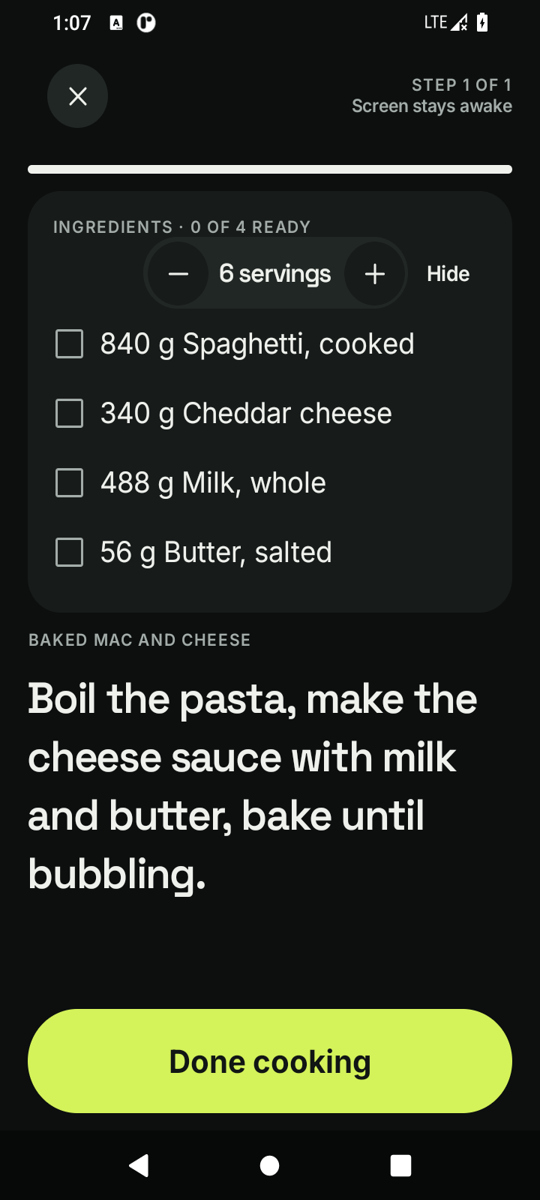 1:07
LTE
STEP 1 OF 1
Screen stays awake
INGREDIENTS · 0 OF 4 READY
6 servings
Hide
840 g Spaghetti, cooked
340 g Cheddar cheese
488 g Milk, whole
56 g Butter, salted
BAKED MAC AND CHEESE
Boil the pasta, make the
cheese sauce with milk
and butter, bake until
bubbling.
Done cooking